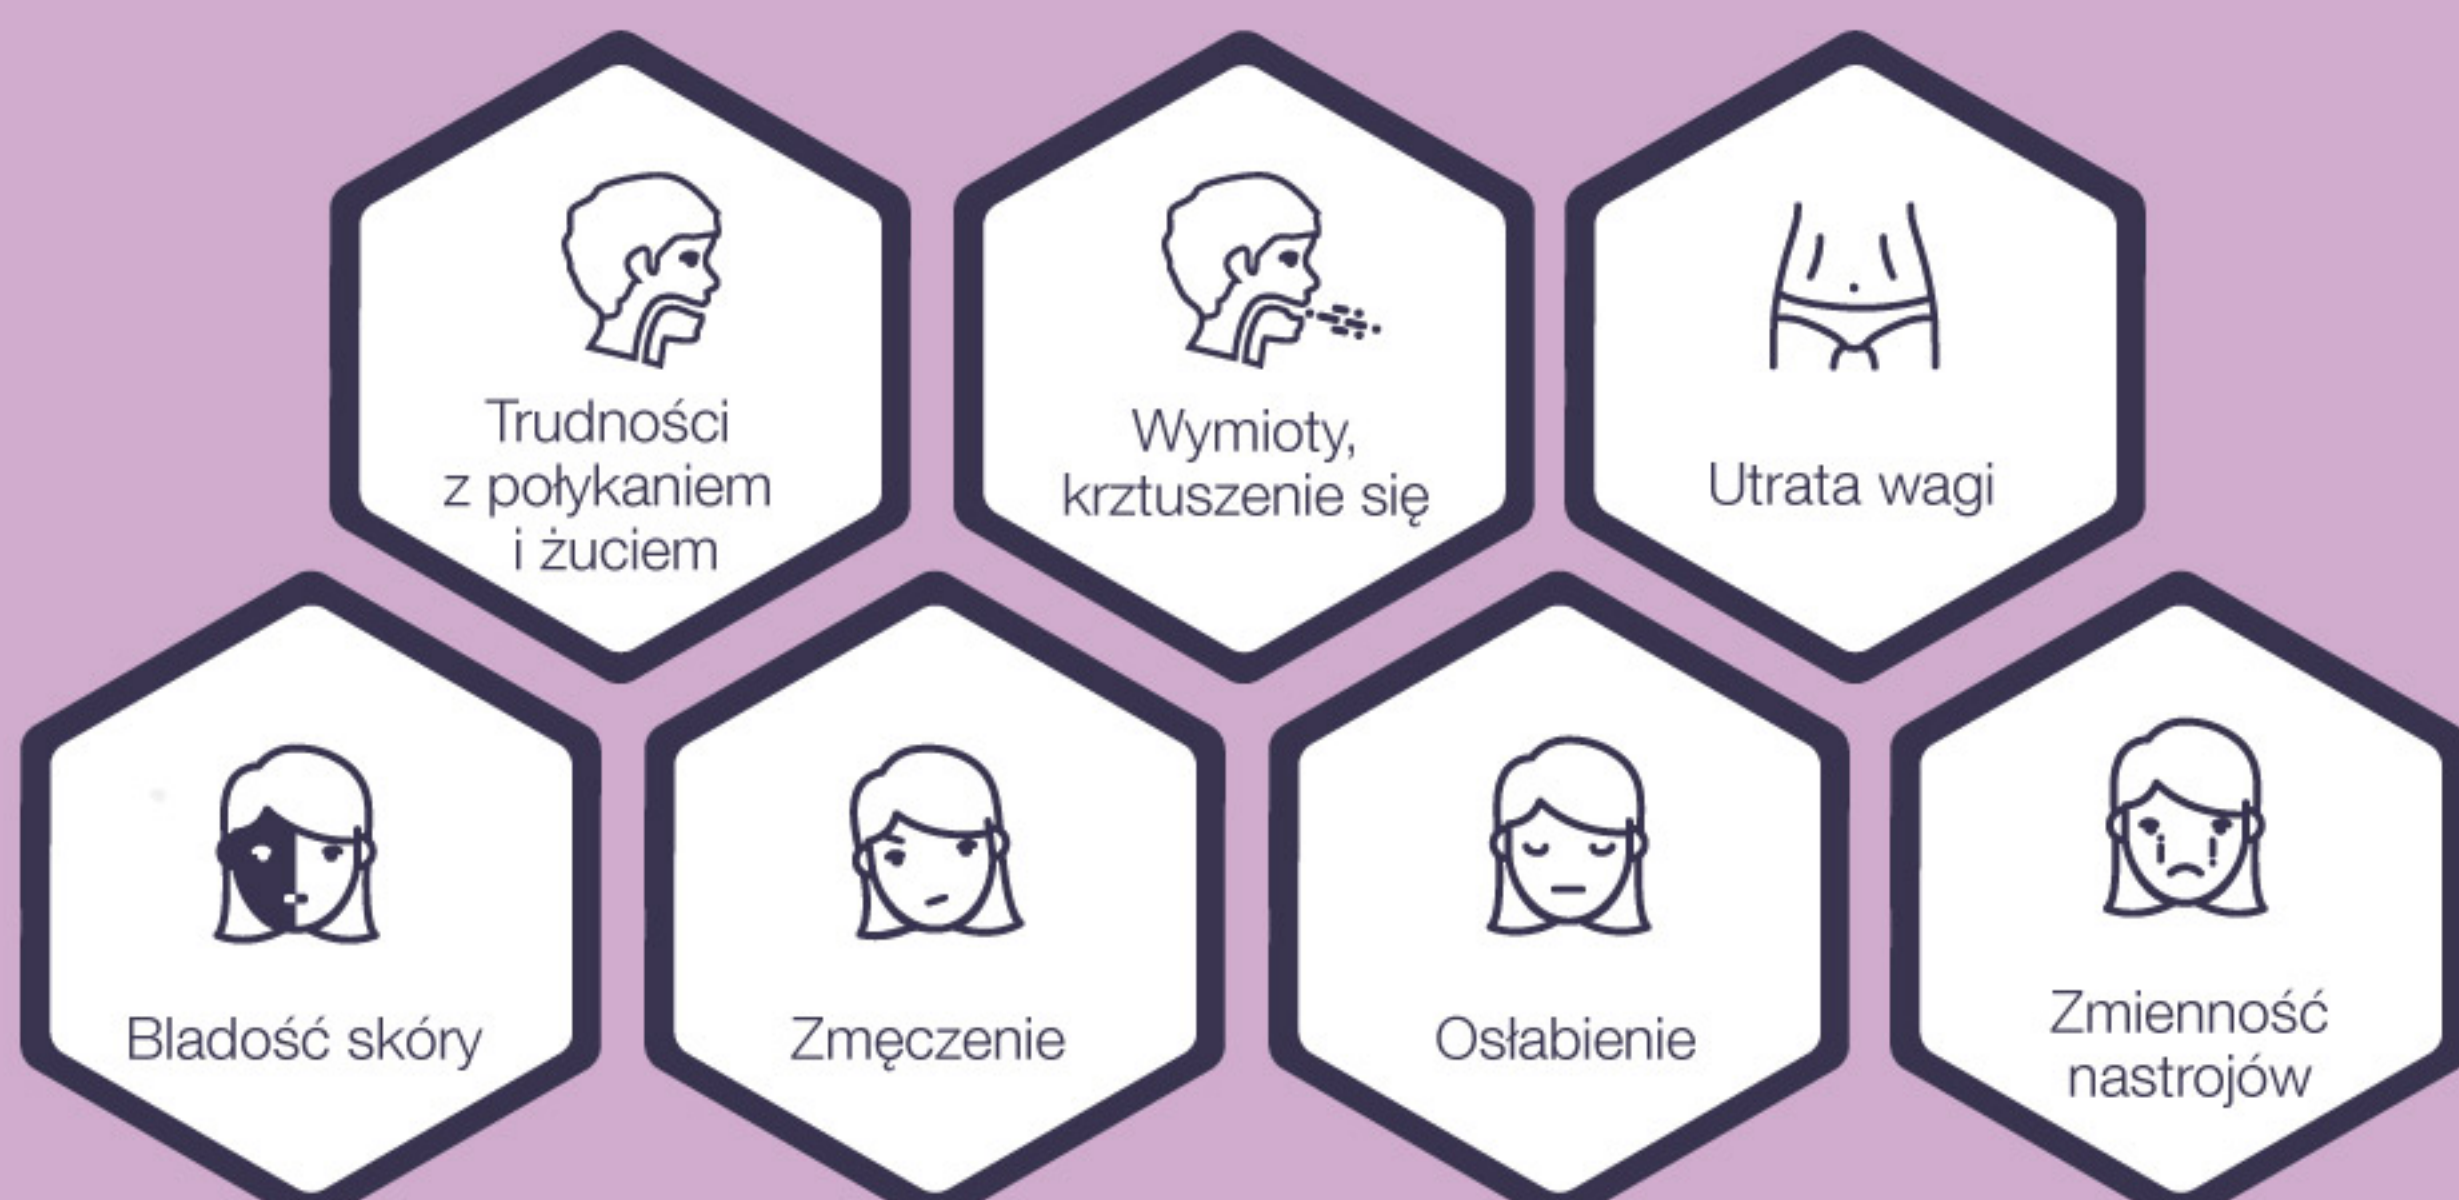 Trudności
z połykaniem
i żuciem
Wymioty,
krztuszenie się
Utrata wagi
Bladość skóry
Zmęczenie
Osłabienie
Zmienność
nastrojów